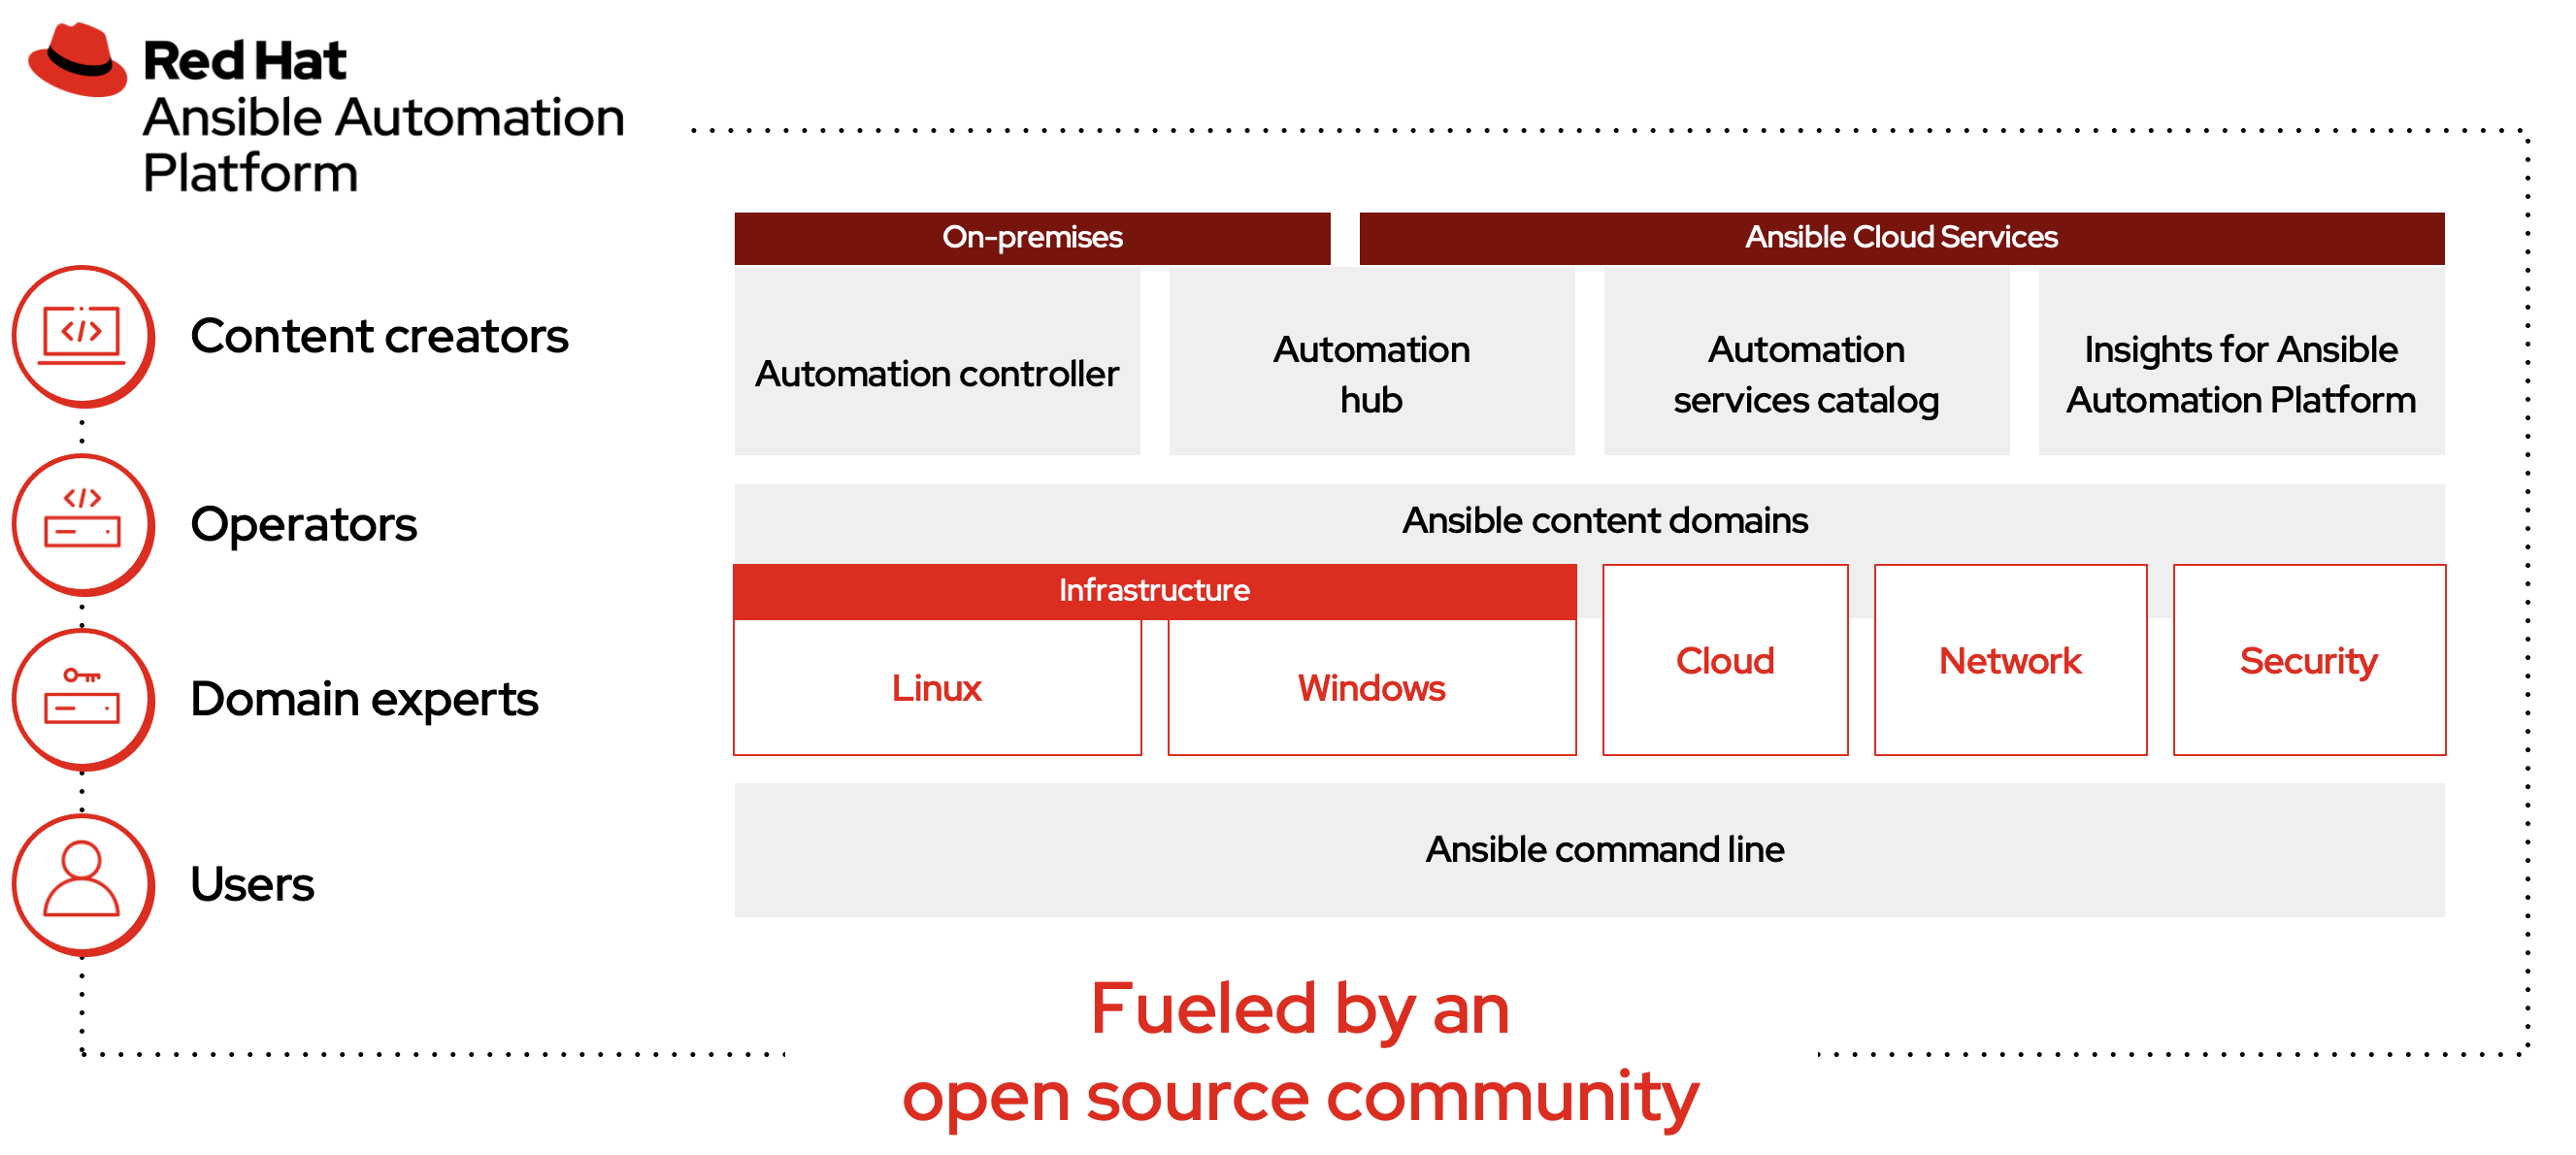 Red Hat
Ansible Automation
Platform
Content creators
Operators
Domain experts
Users
On-premises
Ansible Cloud Services
Automation controller
Automation
hub
Automation
services catalog
Insights for Ansible
Automation Platform
Ansible content domains
Infrastructure
Linux
Windows
Cloud
Network
Security
Ansible command line
Fueled by an
open source community